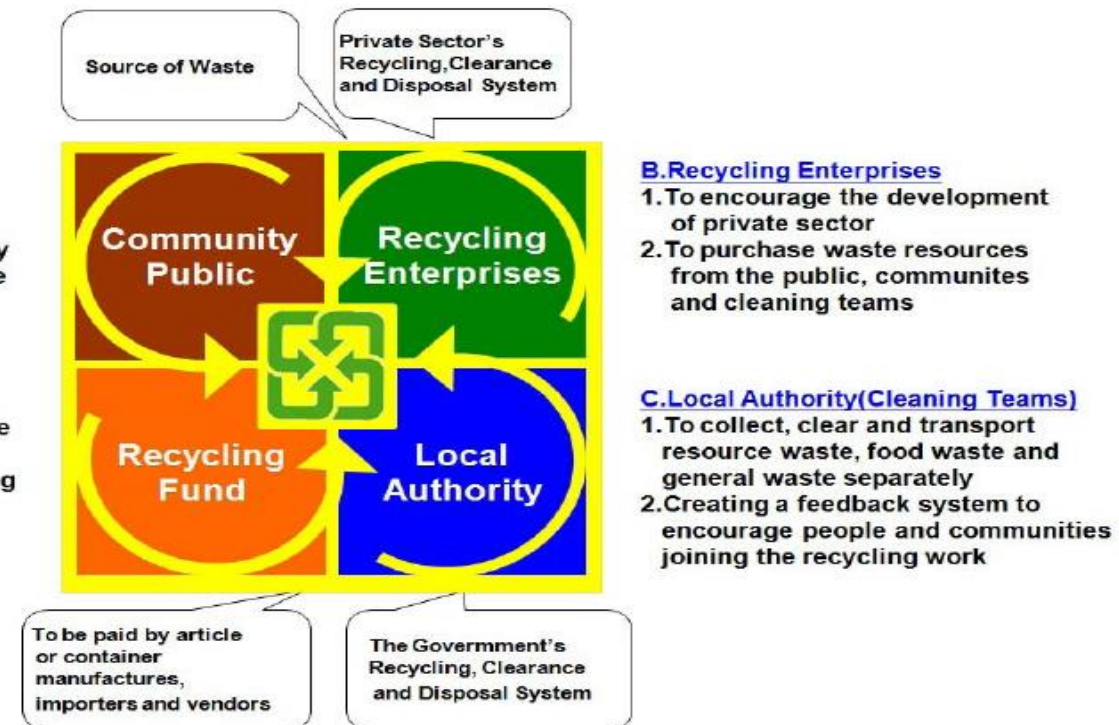 Source of Waste
Private Sector's
Recycling,Clearance
and Disposal System
Community
Public
Recycling
Enterprises
Recycling
Fund
Local
Authority
B.Recycling Enterprises
1.To encourage the development
of private sector
2.To purchase waste resources
from the public, communites
and cleaning teams
C.Local Authority(Cleaning Teams)
1.To collect, clear and transport
resource waste, food waste and
general waste separately
2.Creating a feedback system to
encourage people and communities
joining the recycling work
To be paid by article
or container
manufactures,
importers and vendors
The Govermment's
Recycling, Clearance
and Disposal System